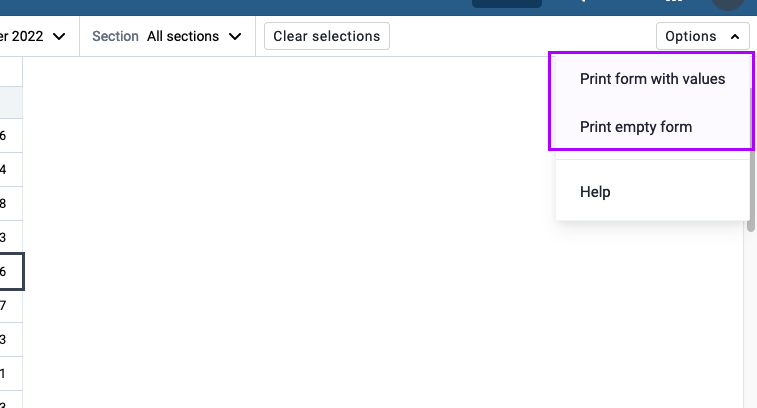 er 2022
Section All sections
Clear selections
Options
Print form with values
Print empty form
Help
6
4
8
3
6
7
3
1